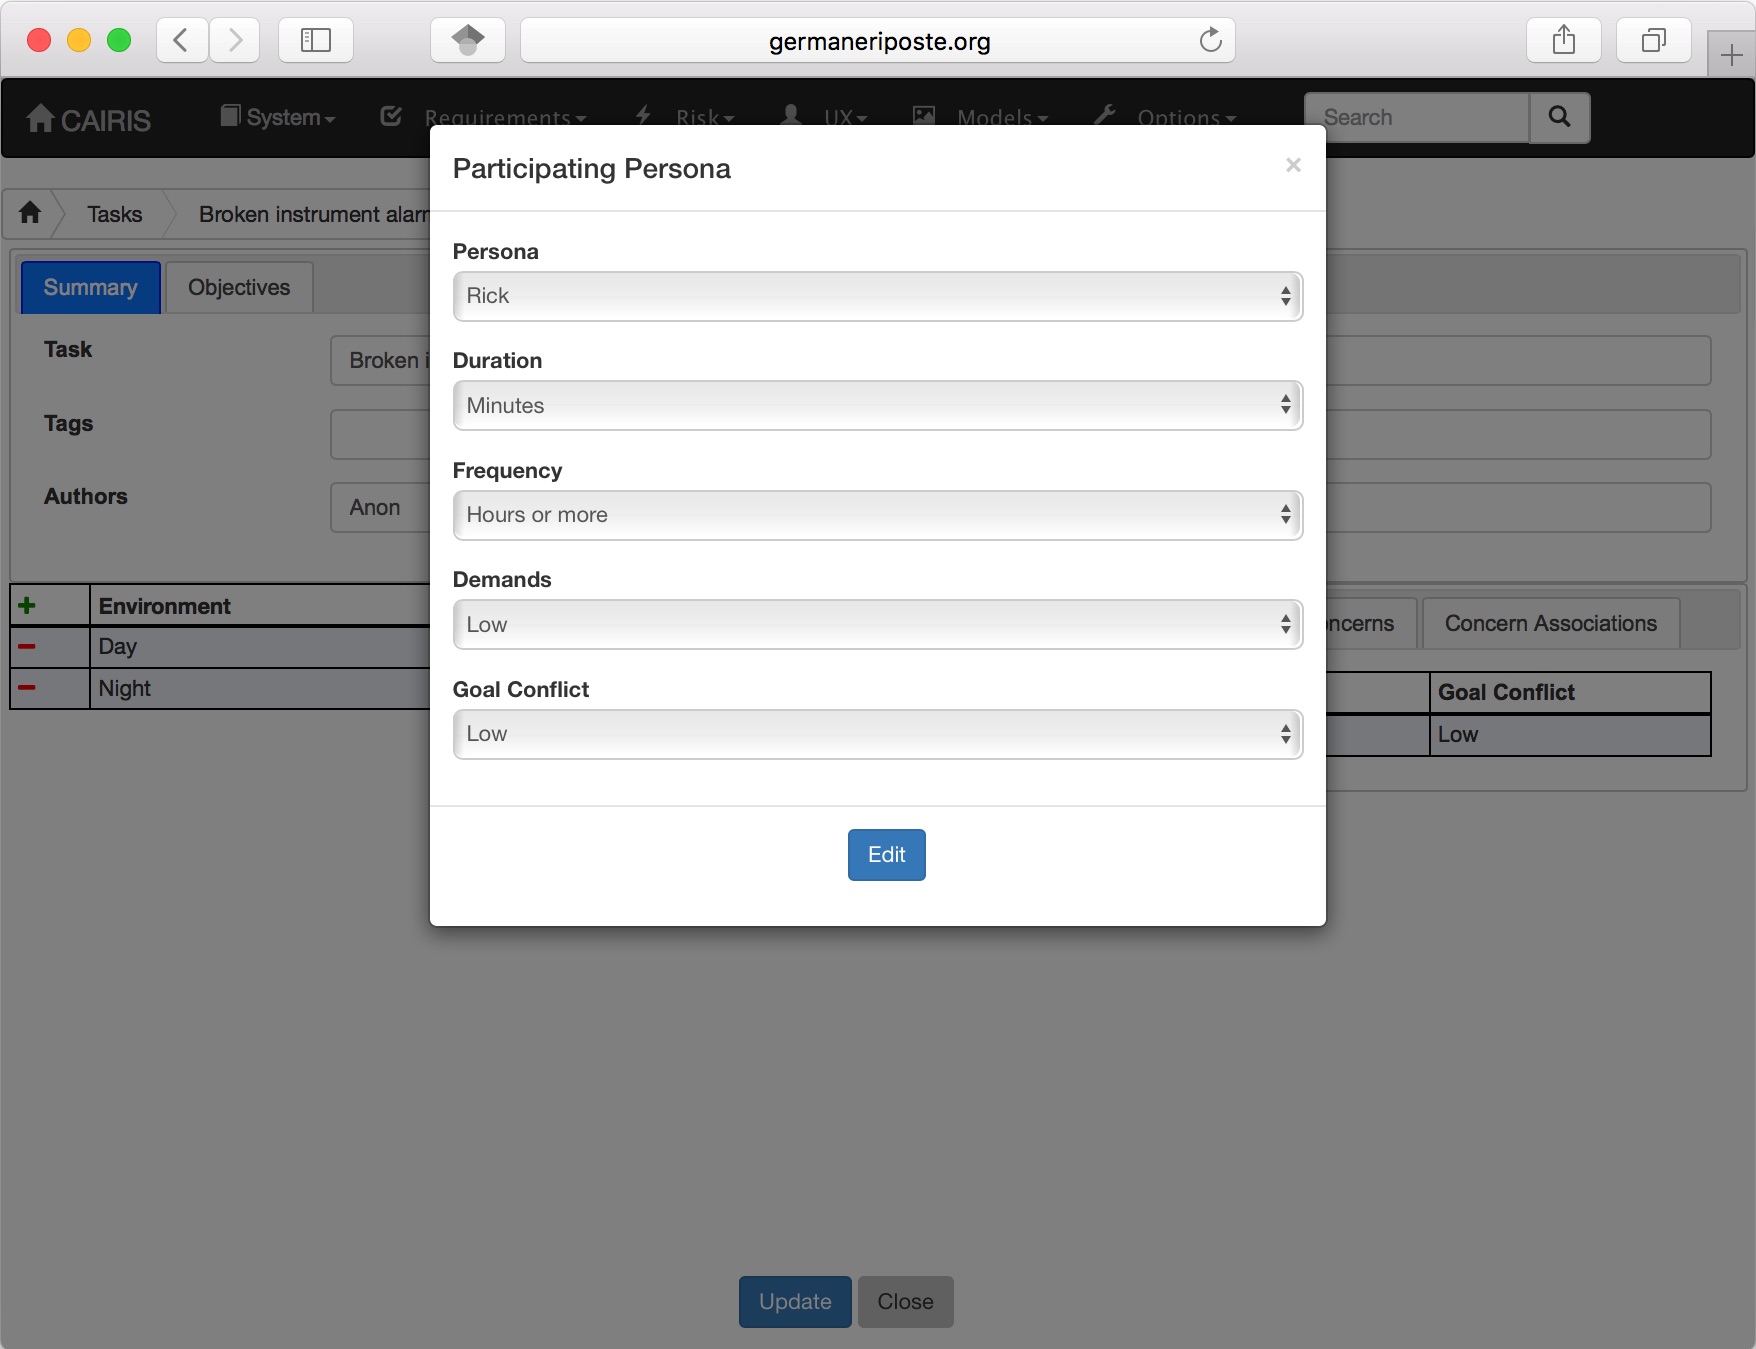 germaneriposte.org
CAIRIS System Requirements Risk UX Models Options Search
Participating Persona ×
Tasks Broken instrument alarm
Summary Objectives
Persona
Rick
Task Broken
Duration
Minutes
Tags
Frequency
Authors Anon
Hours or more
Demands
Low
Concern Associations
Environment
Day
Night
Goal Conflict
Low
Goal Conflict
Low
Edit
Update Close